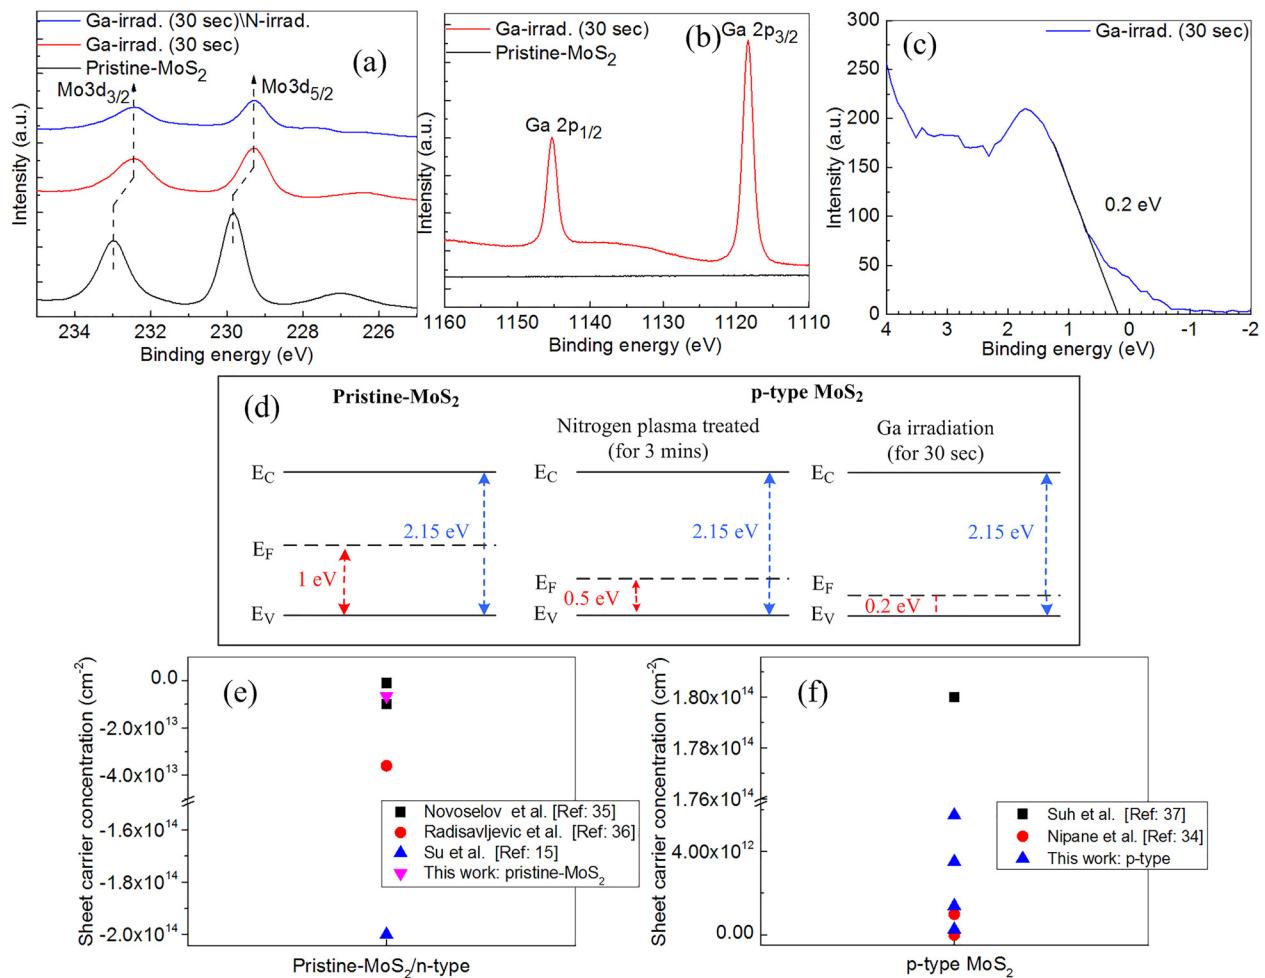 Ga-irrad. (30 sec)\N-irrad.
Ga-irrad. (30 sec)
Pristine-MoS2
(a)
Mo3d3/2
Mo3d5/2
Intensity (a.u.)
234 232 230 228 226
Binding energy (eV)
Ga-irrad. (30 sec)
Pristine-MoS2
(b)
Ga 2p3/2
Ga 2p1/2
Intensity (a.u.)
1160 1150 1140 1130 1120 1110
Binding energy (eV)
Ga-irrad. (30 sec)
(c)
0.2 eV
Intensity (a.u.)
300
250
200
150
100
50
0
4 3 2 1 0 -1 -2
Binding energy (eV)
(d)
Pristine-MoS2
p-type MoS2
Nitrogen plasma treated
(for 3 mins)
Ga irradiation
(for 30 sec)
EC
EF
EV
2.15 eV
1 eV
EC
EF
EV
2.15 eV
0.5 eV
EC
EF
EV
2.15 eV
0.2 eV
(e)
Sheet carrier concentration (cm-2)
0.0
-2.0x10^13
-4.0x10^13
-1.6x10^14
-1.8x10^14
-2.0x10^14
Novoselov et al. [Ref: 35]
Radisavljevic et al. [Ref: 36]
Su et al. [Ref: 15]
This work: pristine-MoS2
Pristine-MoS2/n-type
(f)
Sheet carrier concentration (cm-2)
1.80x10^14
1.78x10^14
1.76x10^14
4.00x10^12
0.00
Suh et al. [Ref: 37]
Nipane et al. [Ref: 34]
This work: p-type
p-type MoS2